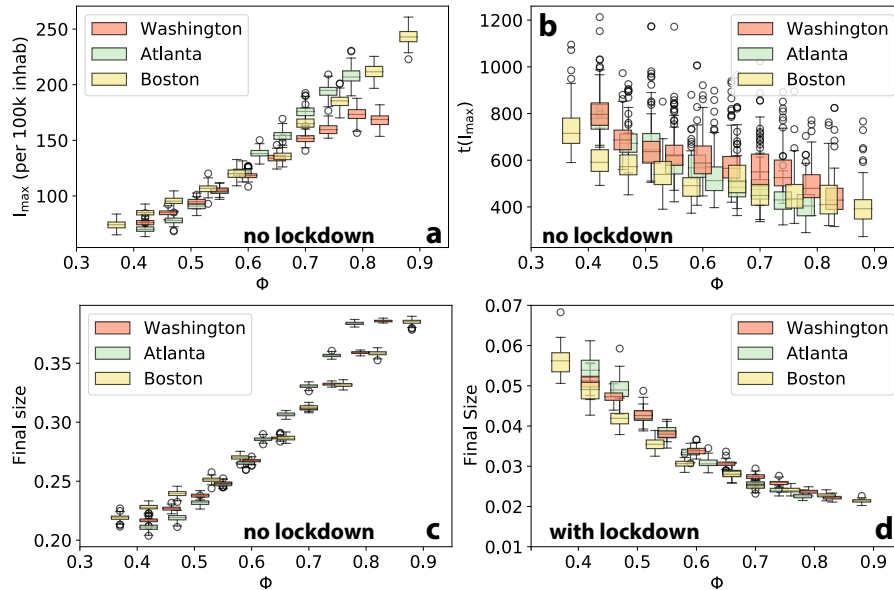 Washington
Atlanta
Boston
250
200
150
100
I_max (per 100k inhab)
no lockdown
a
0.3 0.4 0.5 0.6 0.7 0.8 0.9
Φ
b
Washington
Atlanta
Boston
1200
1000
800
600
400
t(I_max)
no lockdown
0.3 0.4 0.5 0.6 0.7 0.8 0.9
Φ
Washington
Atlanta
Boston
0.35
0.30
0.25
0.20
Final size
no lockdown
c
0.3 0.4 0.5 0.6 0.7 0.8 0.9
Φ
Washington
Atlanta
Boston
0.07
0.06
0.05
0.04
0.03
0.02
0.01
Final Size
with lockdown
d
0.4 0.5 0.6 0.7 0.8 0.9
Φ